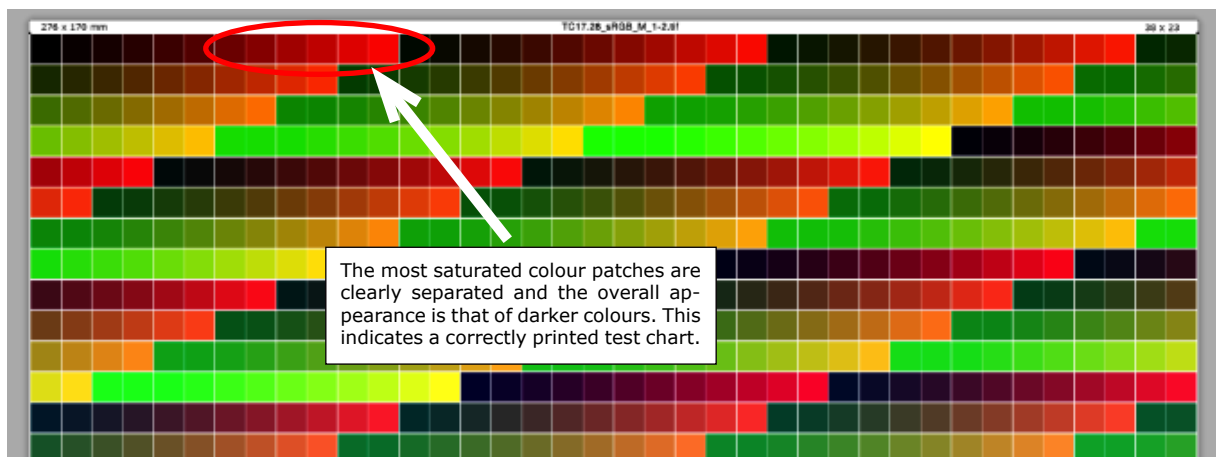 276 x 170 mm TC17.28_sRGB_M_1-2.tif 38 x 23
The most saturated colour patches are
clearly separated and the overall ap-
pearance is that of darker colours. This
indicates a correctly printed test chart.